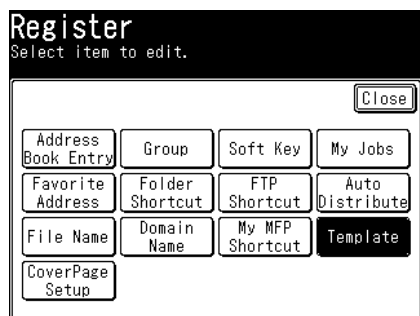 Register
Select item to edit.
Close
Address
Book Entry
Group
Soft Key
My Jobs
Favorite
Address
Folder
Shortcut
FTP
Shortcut
Auto
Distribute
File Name
Domain
Name
My MFP
Shortcut
Template
CoverPage
Setup